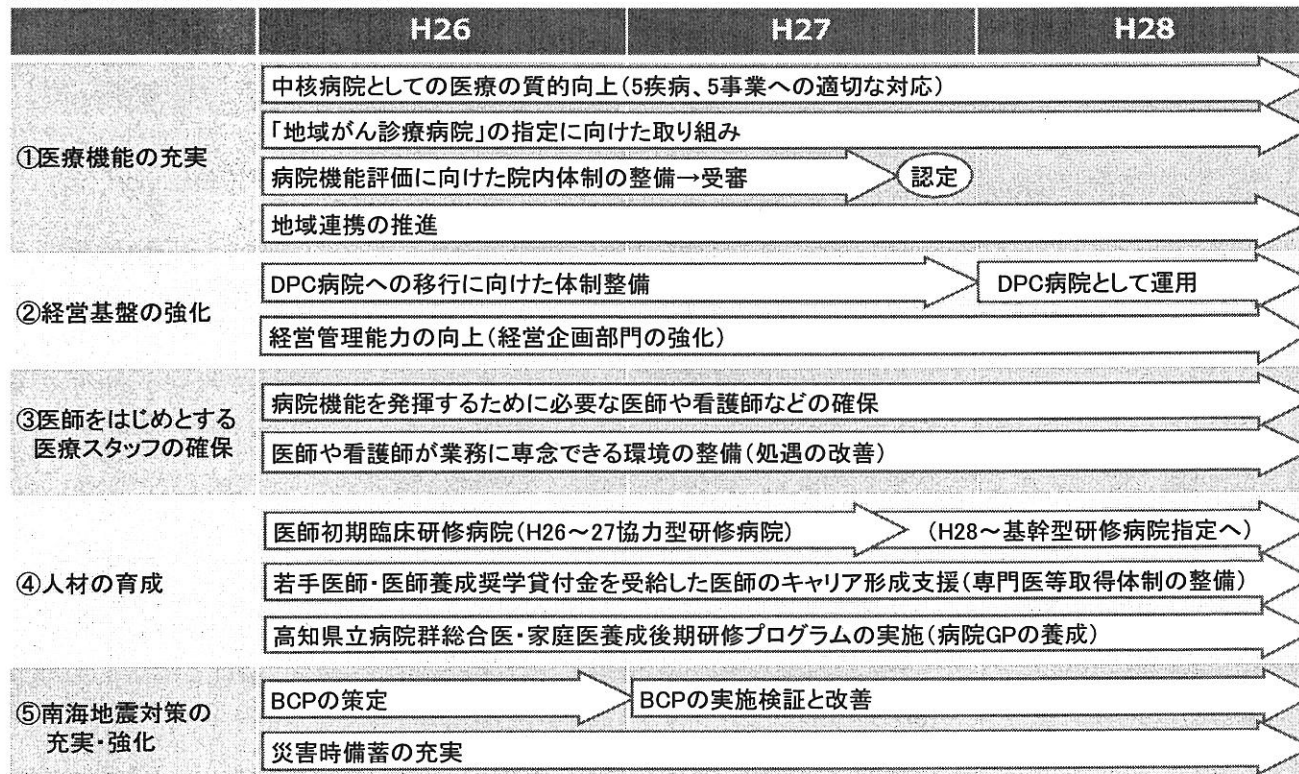 H26 H27 H28
①医療機能の充実
中核病院としての医療の質的向上(5疾病、5事業への適切な対応)
「地域がん診療病院」の指定に向けた取り組み
病院機能評価に向けた院内体制の整備→受審 認定
地域連携の推進
②経営基盤の強化
DPC病院への移行に向けた体制整備 DPC病院として運用
経営管理能力の向上(経営企画部門の強化)
③医師をはじめとする
医療スタッフの確保
病院機能を発揮するために必要な医師や看護師などの確保
医師や看護師が業務に専念できる環境の整備(処遇の改善)
④人材の育成
医師初期臨床研修病院(H26～27協力型研修病院) (H28～基幹型研修病院指定へ)
若手医師・医師養成奨学貸付金を受給した医師のキャリア形成支援(専門医等取得体制の整備)
高知県立病院群総合医・家庭医養成後期研修プログラムの実施(病院GPの養成)
⑤南海地震対策の
充実・強化
BCPの策定 BCPの実施検証と改善
災害時備蓄の充実